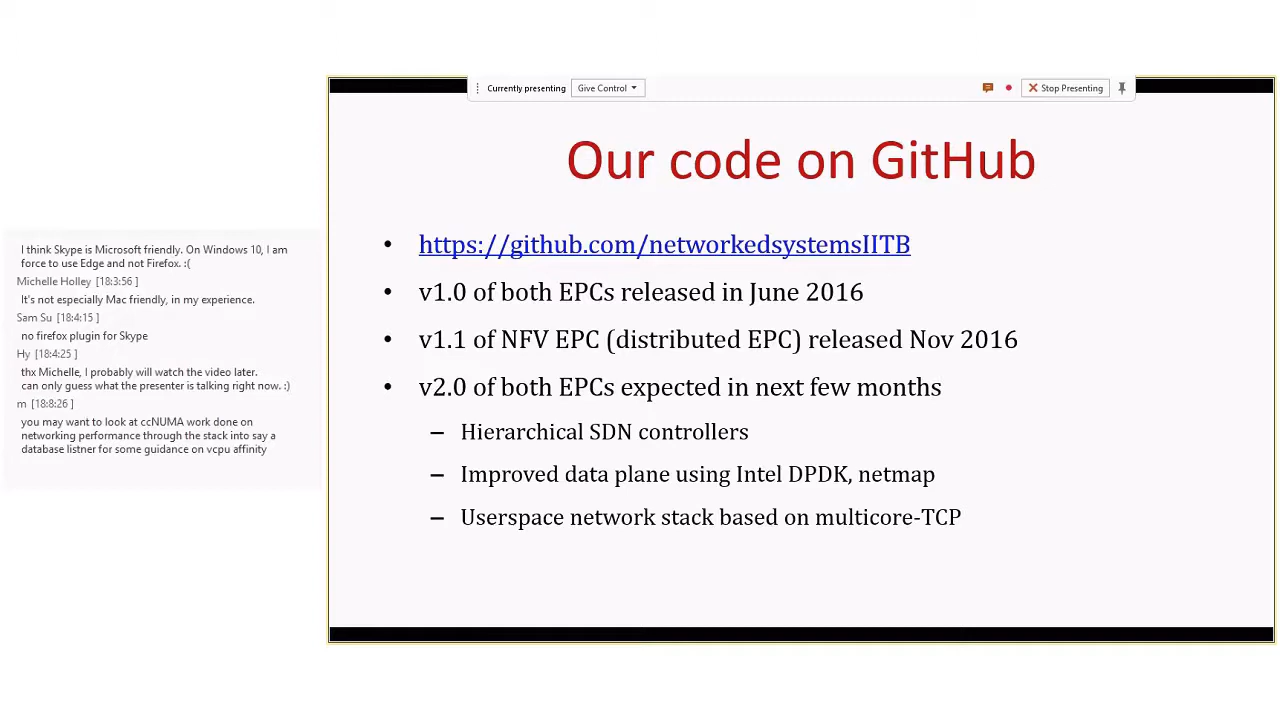 I think Skype is Microsoft friendly. On Windows 10, I am
force to use Edge and not Firefox. :(
Michelle Holley [18:3:56]
It's not especially Mac friendly, in my experience.
Sam Su [18:4:15]
no firefox plugin for Skype
Hy [18:4:25]
thx Michelle, I probably will watch the video later.
can only guess what the presenter is talking right now. :)
m [18:8:26]
you may want to look at ccNUMA work done on
networking performance through the stack into say a
database listner for some guidance on vcpu affinity
Currently presenting Give Control Stop Presenting
Our code on GitHub
• https://github.com/networkedsystemsIITB
• v1.0 of both EPCs released in June 2016
• v1.1 of NFV EPC (distributed EPC) released Nov 2016
• v2.0 of both EPCs expected in next few months
– Hierarchical SDN controllers
– Improved data plane using Intel DPDK, netmap
– Userspace network stack based on multicore-TCP